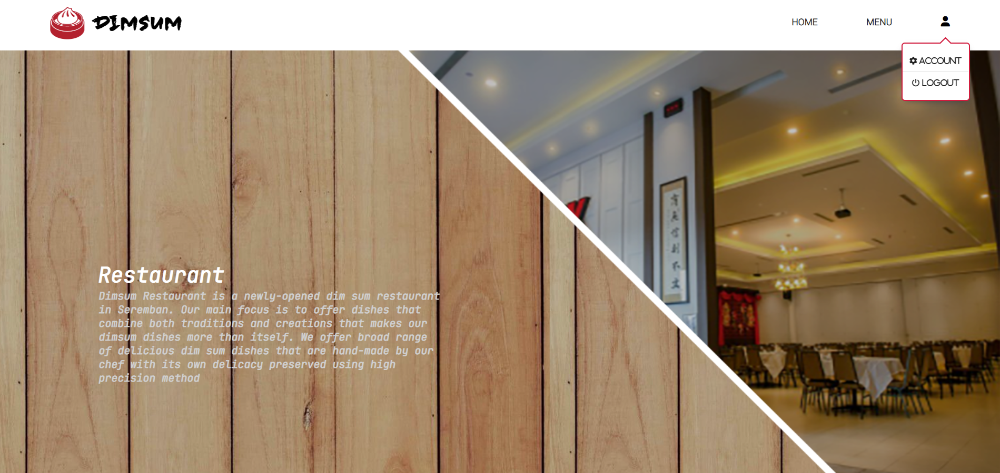 DIMSUM
HOME
MENU
ACCOUNT
LOGOUT
Restaurant
Dimsum Restaurant is a newly-opened dim sum restaurant
in Seremban. Our main focus is to offer dishes that
combine both traditions and creations that makes our
dimsum dishes more than itself. We offer broad range
of delicious dim sum dishes that are hand-made by our
chef with its own delicacy preserved using high
precision method